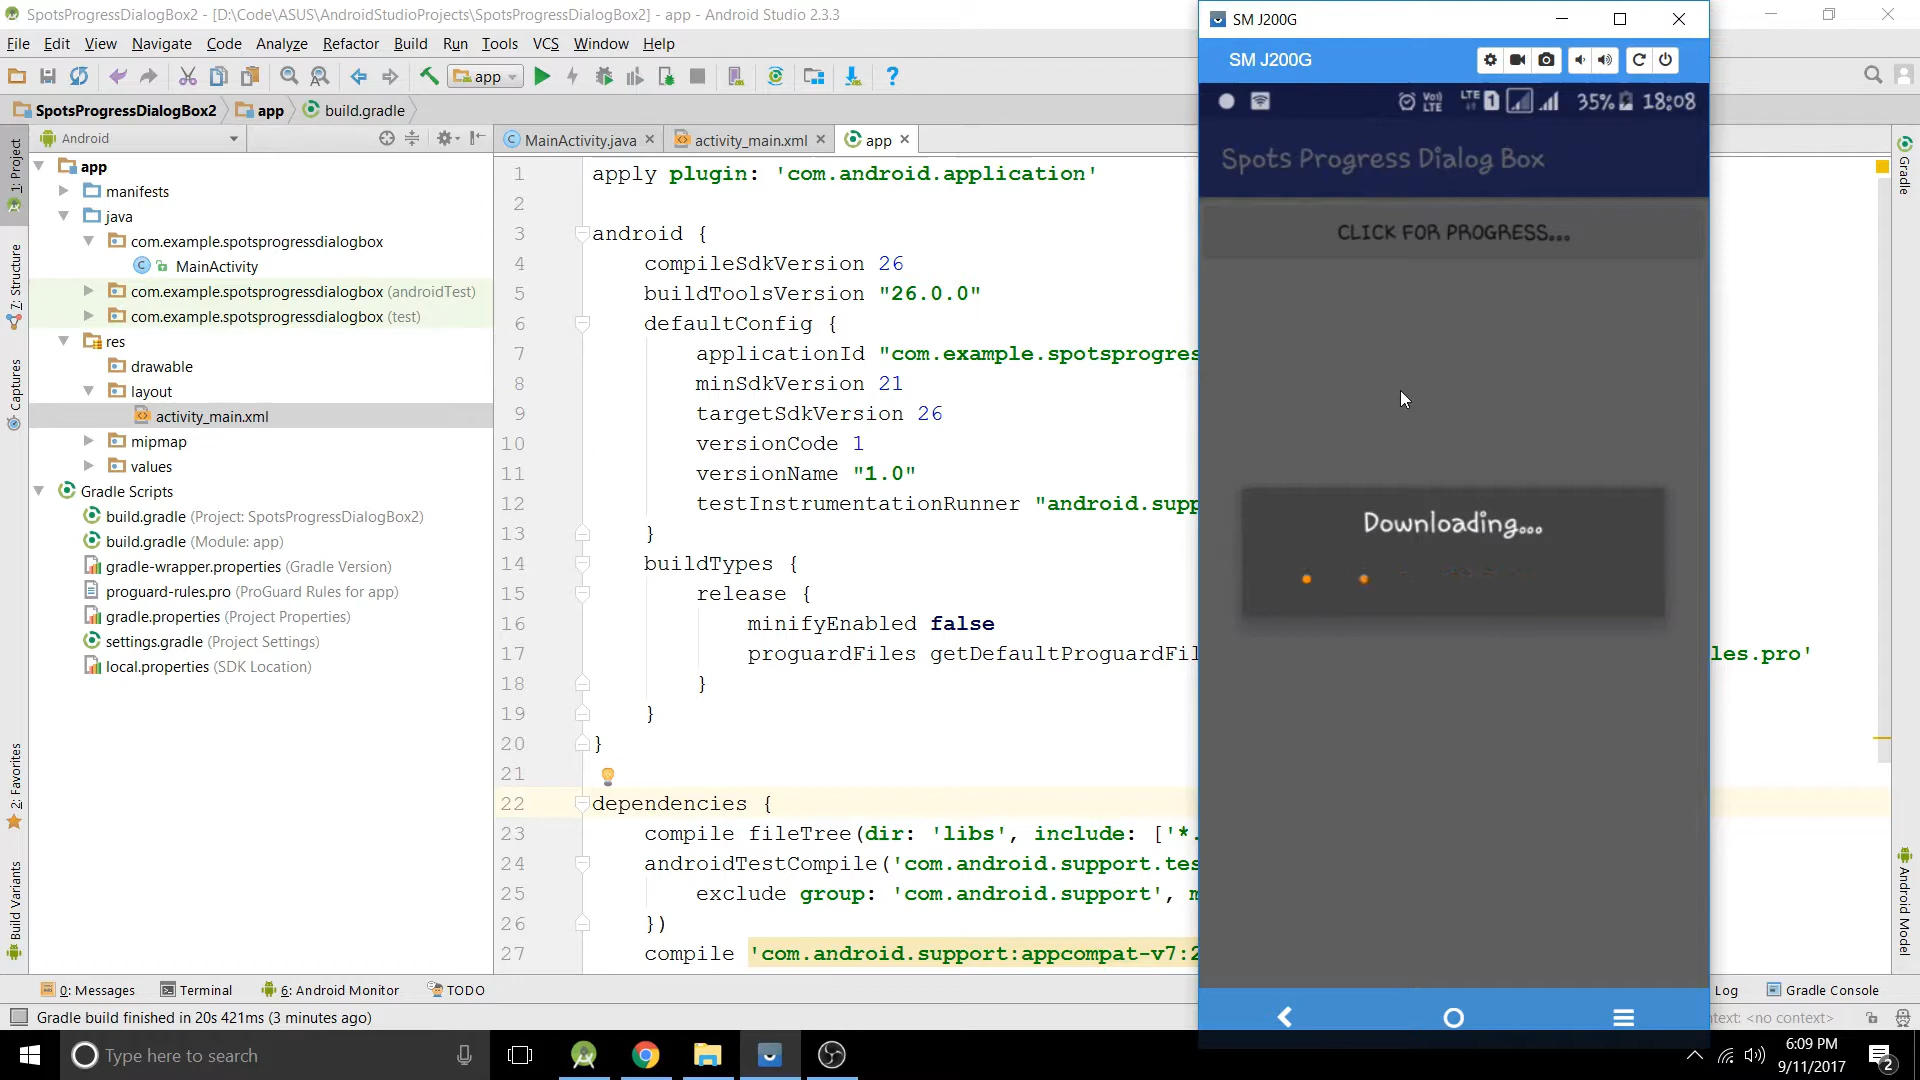 SpotsProgressDialogBox2 - [D:\Code\ASUS\AndroidStudioProjects\SpotsProgressDialogBox2] - app - Android Studio 2.3.3
File Edit View Navigate Code Analyze Refactor Build Run Tools VCS Window Help
app
SpotsProgressDialogBox2 app build.gradle
Android
MainActivity.java activity_main.xml app
1: Project
7: Structure
Captures
2: Favorites
Build Variants
app
manifests
java
com.example.spotsprogressdialogbox
MainActivity
com.example.spotsprogressdialogbox (androidTest)
com.example.spotsprogressdialogbox (test)
res
drawable
layout
activity_main.xml
mipmap
values
Gradle Scripts
build.gradle (Project: SpotsProgressDialogBox2)
build.gradle (Module: app)
gradle-wrapper.properties (Gradle Version)
proguard-rules.pro (ProGuard Rules for app)
gradle.properties (Project Properties)
settings.gradle (Project Settings)
local.properties (SDK Location)
1 apply plugin: 'com.android.application'
2
3 android {
4 compileSdkVersion 26
5 buildToolsVersion "26.0.0"
6 defaultConfig {
7 applicationId "com.example.spotsprogres
8 minSdkVersion 21
9 targetSdkVersion 26
10 versionCode 1
11 versionName "1.0"
12 testInstrumentationRunner "android.supp
13 }
14 buildTypes {
15 release {
16 minifyEnabled false
17 proguardFiles getDefaultProguardFil les.pro'
18 }
19 }
20 }
21
22 dependencies {
23 compile fileTree(dir: 'libs', include: ['*.
24 androidTestCompile('com.android.support.tes
25 exclude group: 'com.android.support', m
26 })
27 compile 'com.android.support:appcompat-v7:2
SM J200G
SM J200G
VoI) LTE LTE 1 35% 18:08
Spots Progress Dialog Box
CLICK FOR PROGRESS...
Downloading...
Gradle
Android Model
0: Messages Terminal 6: Android Monitor TODO Log Gradle Console
Gradle build finished in 20s 421ms (3 minutes ago) text: <no context>
Type here to search
6:09 PM
9/11/2017
2